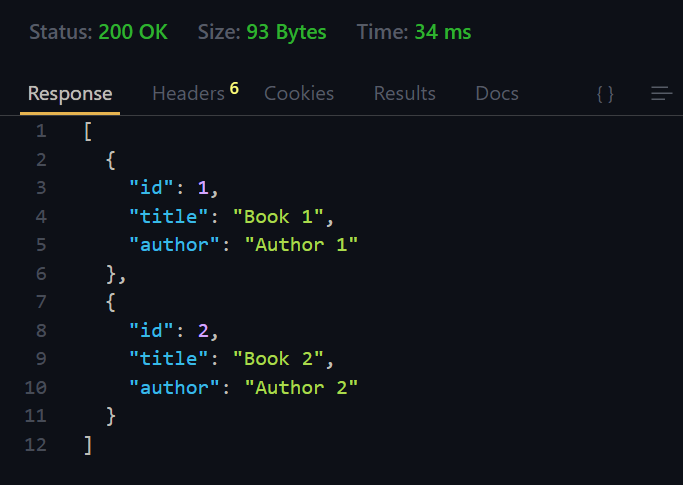 Status: 200 OK Size: 93 Bytes Time: 34 ms
Response Headers 6 Cookies Results Docs { }
1 [
2 {
3 "id": 1,
4 "title": "Book 1",
5 "author": "Author 1"
6 },
7 {
8 "id": 2,
9 "title": "Book 2",
10 "author": "Author 2"
11 }
12 ]